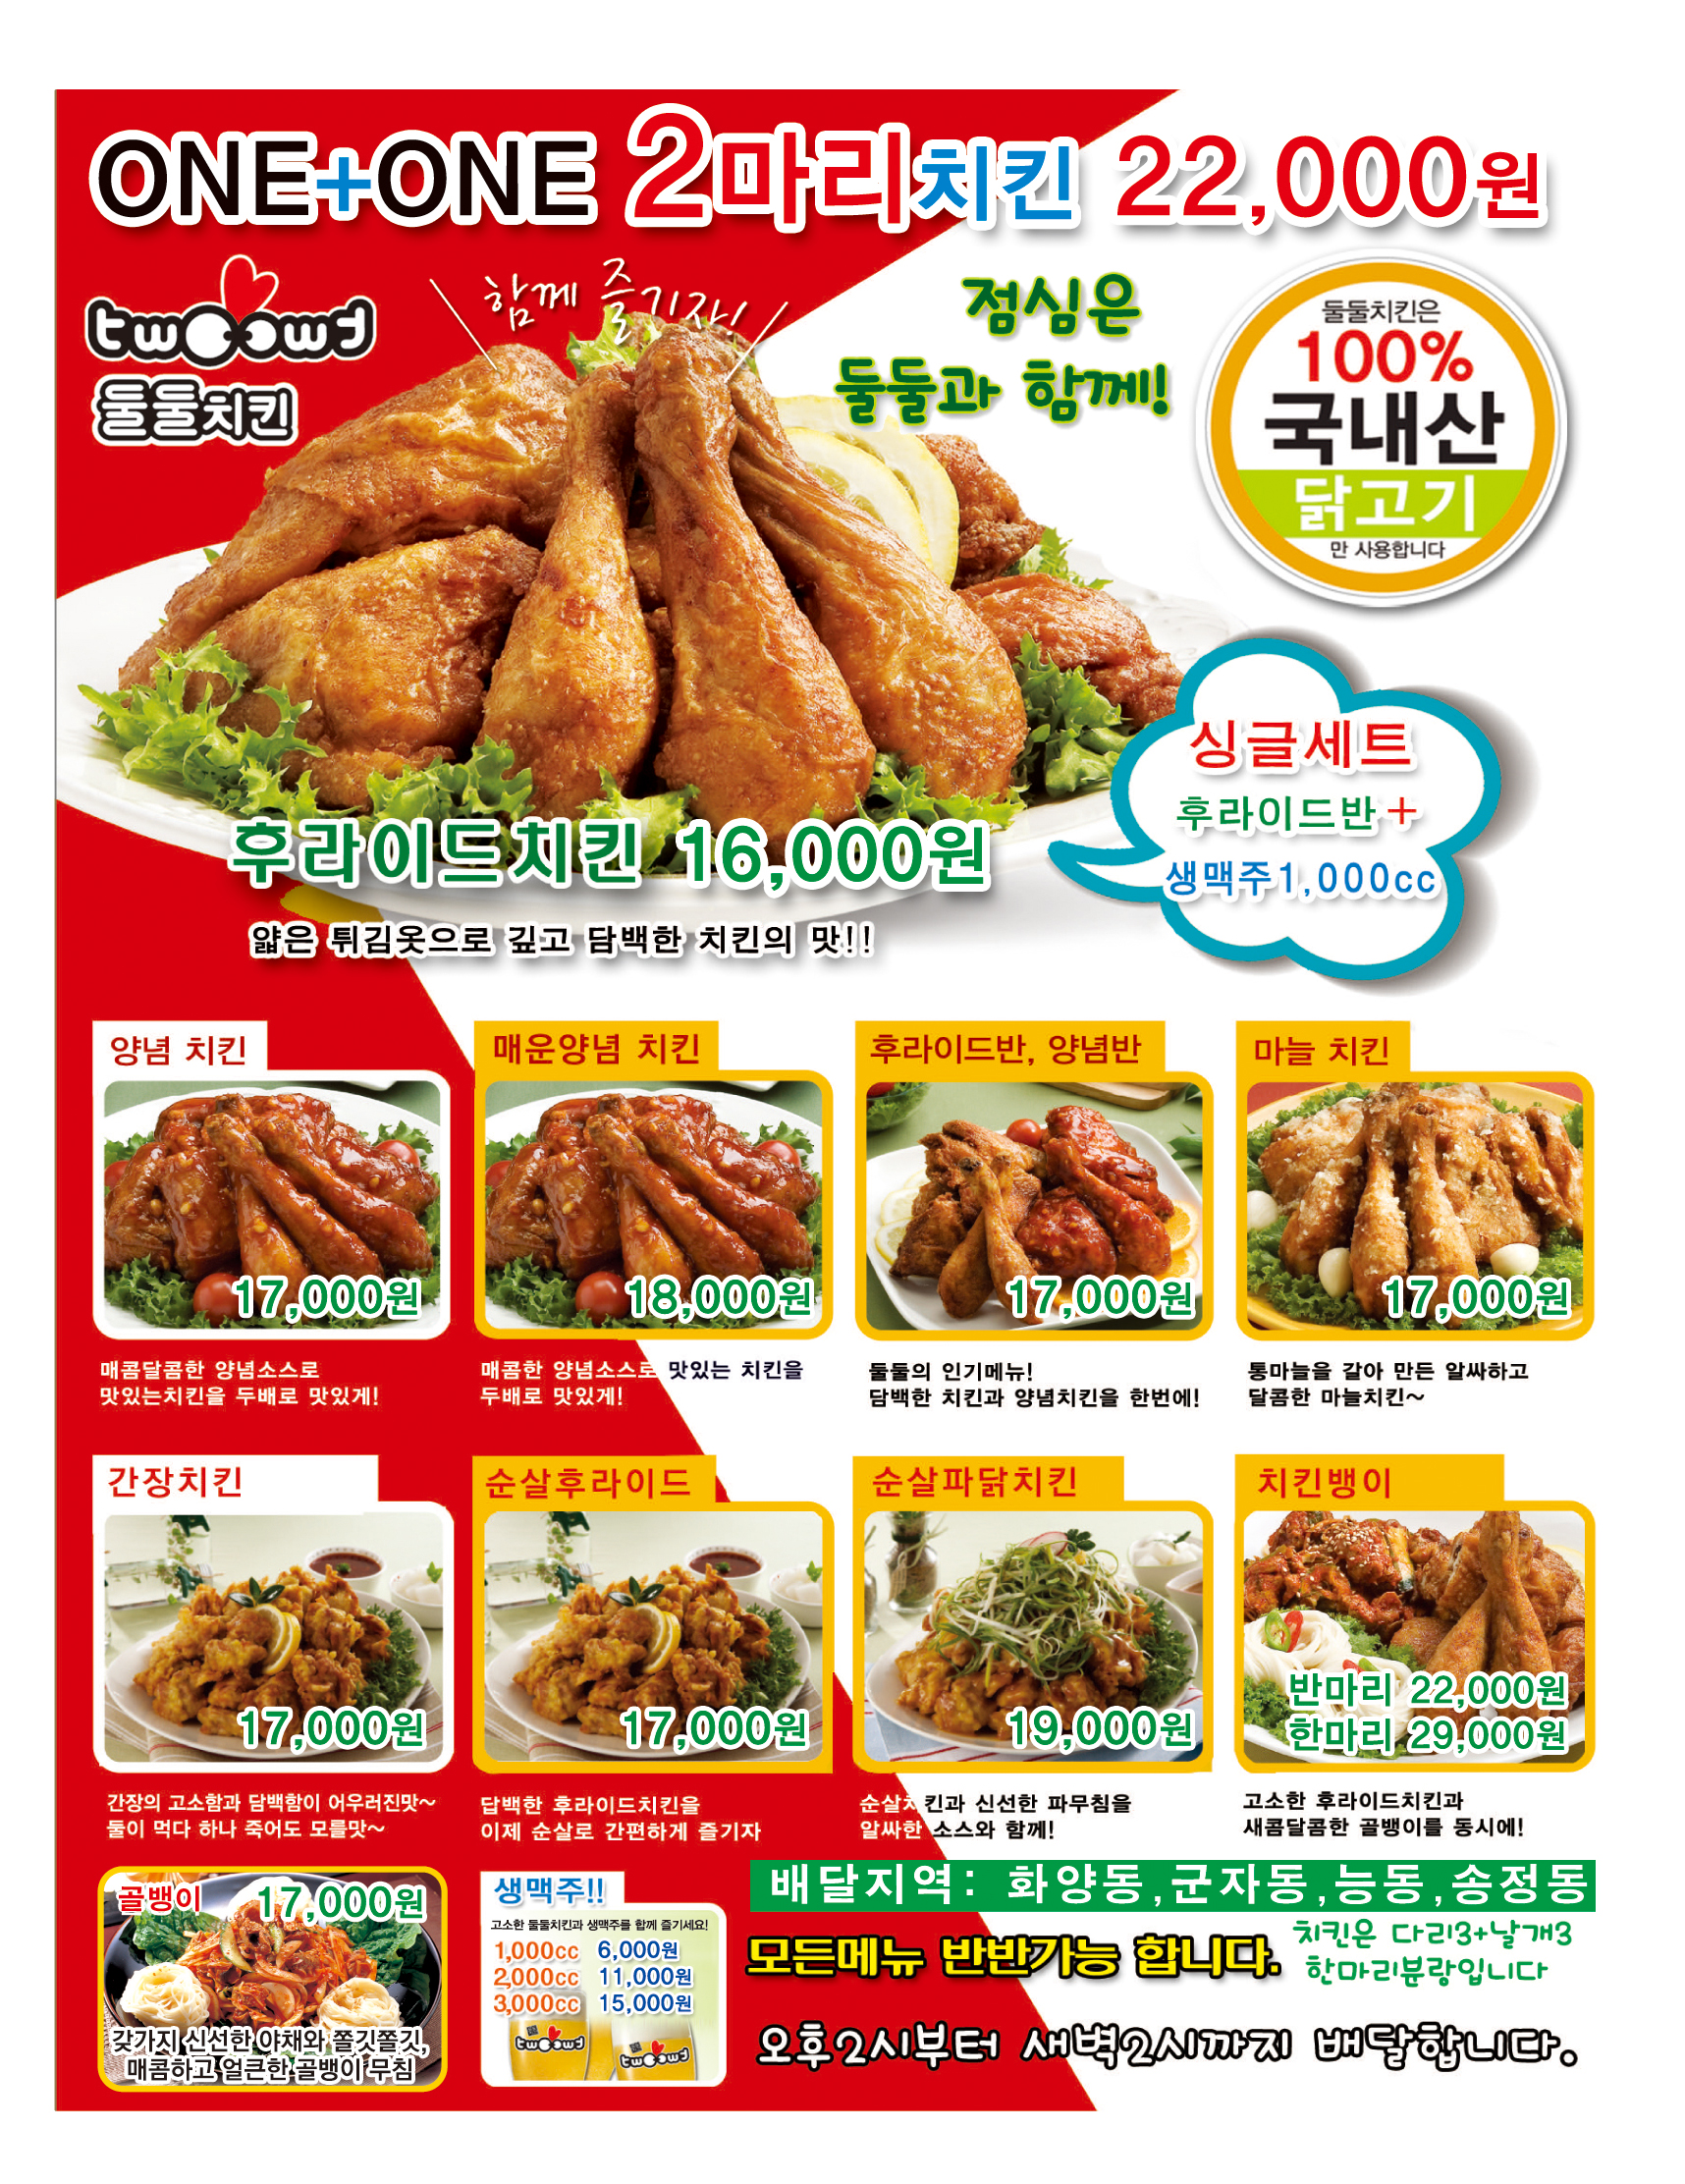 ONE+ONE 2마리치킨 22,000원
twoowt
둘둘치킨
함께 즐기자!
점심은
둘둘과 함께!
둘둘치킨은
100%
국내산
닭고기
만 사용합니다
싱글세트
후라이드반+
생맥주1,000cc
후라이드치킨 16,000원
얇은 튀김옷으로 깊고 담백한 치킨의 맛!!
양념 치킨
17,000원
매콤달콤한 양념소스로
맛있는치킨을 두배로 맛있게!
매운양념 치킨
18,000원
매콤한 양념소스로 맛있는 치킨을
두배로 맛있게!
후라이드반, 양념반
17,000원
둘둘의 인기메뉴!
담백한 치킨과 양념치킨을 한번에!
마늘 치킨
17,000원
통마늘을 갈아 만든 알싸하고
달콤한 마늘치킨~
간장치킨
17,000원
간장의 고소함과 담백함이 어우러진맛~
둘이 먹다 하나 죽어도 모를맛~
순살후라이드
17,000원
담백한 후라이드치킨을
이제 순살로 간편하게 즐기자
순살파닭치킨
19,000원
순살치킨과 신선한 파무침을
알싸한 소스와 함께!
치킨뱅이
반마리 22,000원
한마리 29,000원
고소한 후라이드치킨과
새콤달콤한 골뱅이를 동시에!
골뱅이 17,000원
갖가지 신선한 야채와 쫄깃쫄깃,
매콤하고 얼큰한 골뱅이 무침
생맥주!!
고소한 둘둘치킨과 생맥주를 함께 즐기세요!
1,000cc 6,000원
2,000cc 11,000원
3,000cc 15,000원
배달지역: 화양동,군자동,능동,송정동
모든메뉴 반반가능 합니다.
치킨은 다리3+날개3
한마리분량입니다
오후2시부터 새벽2시까지 배달합니다.